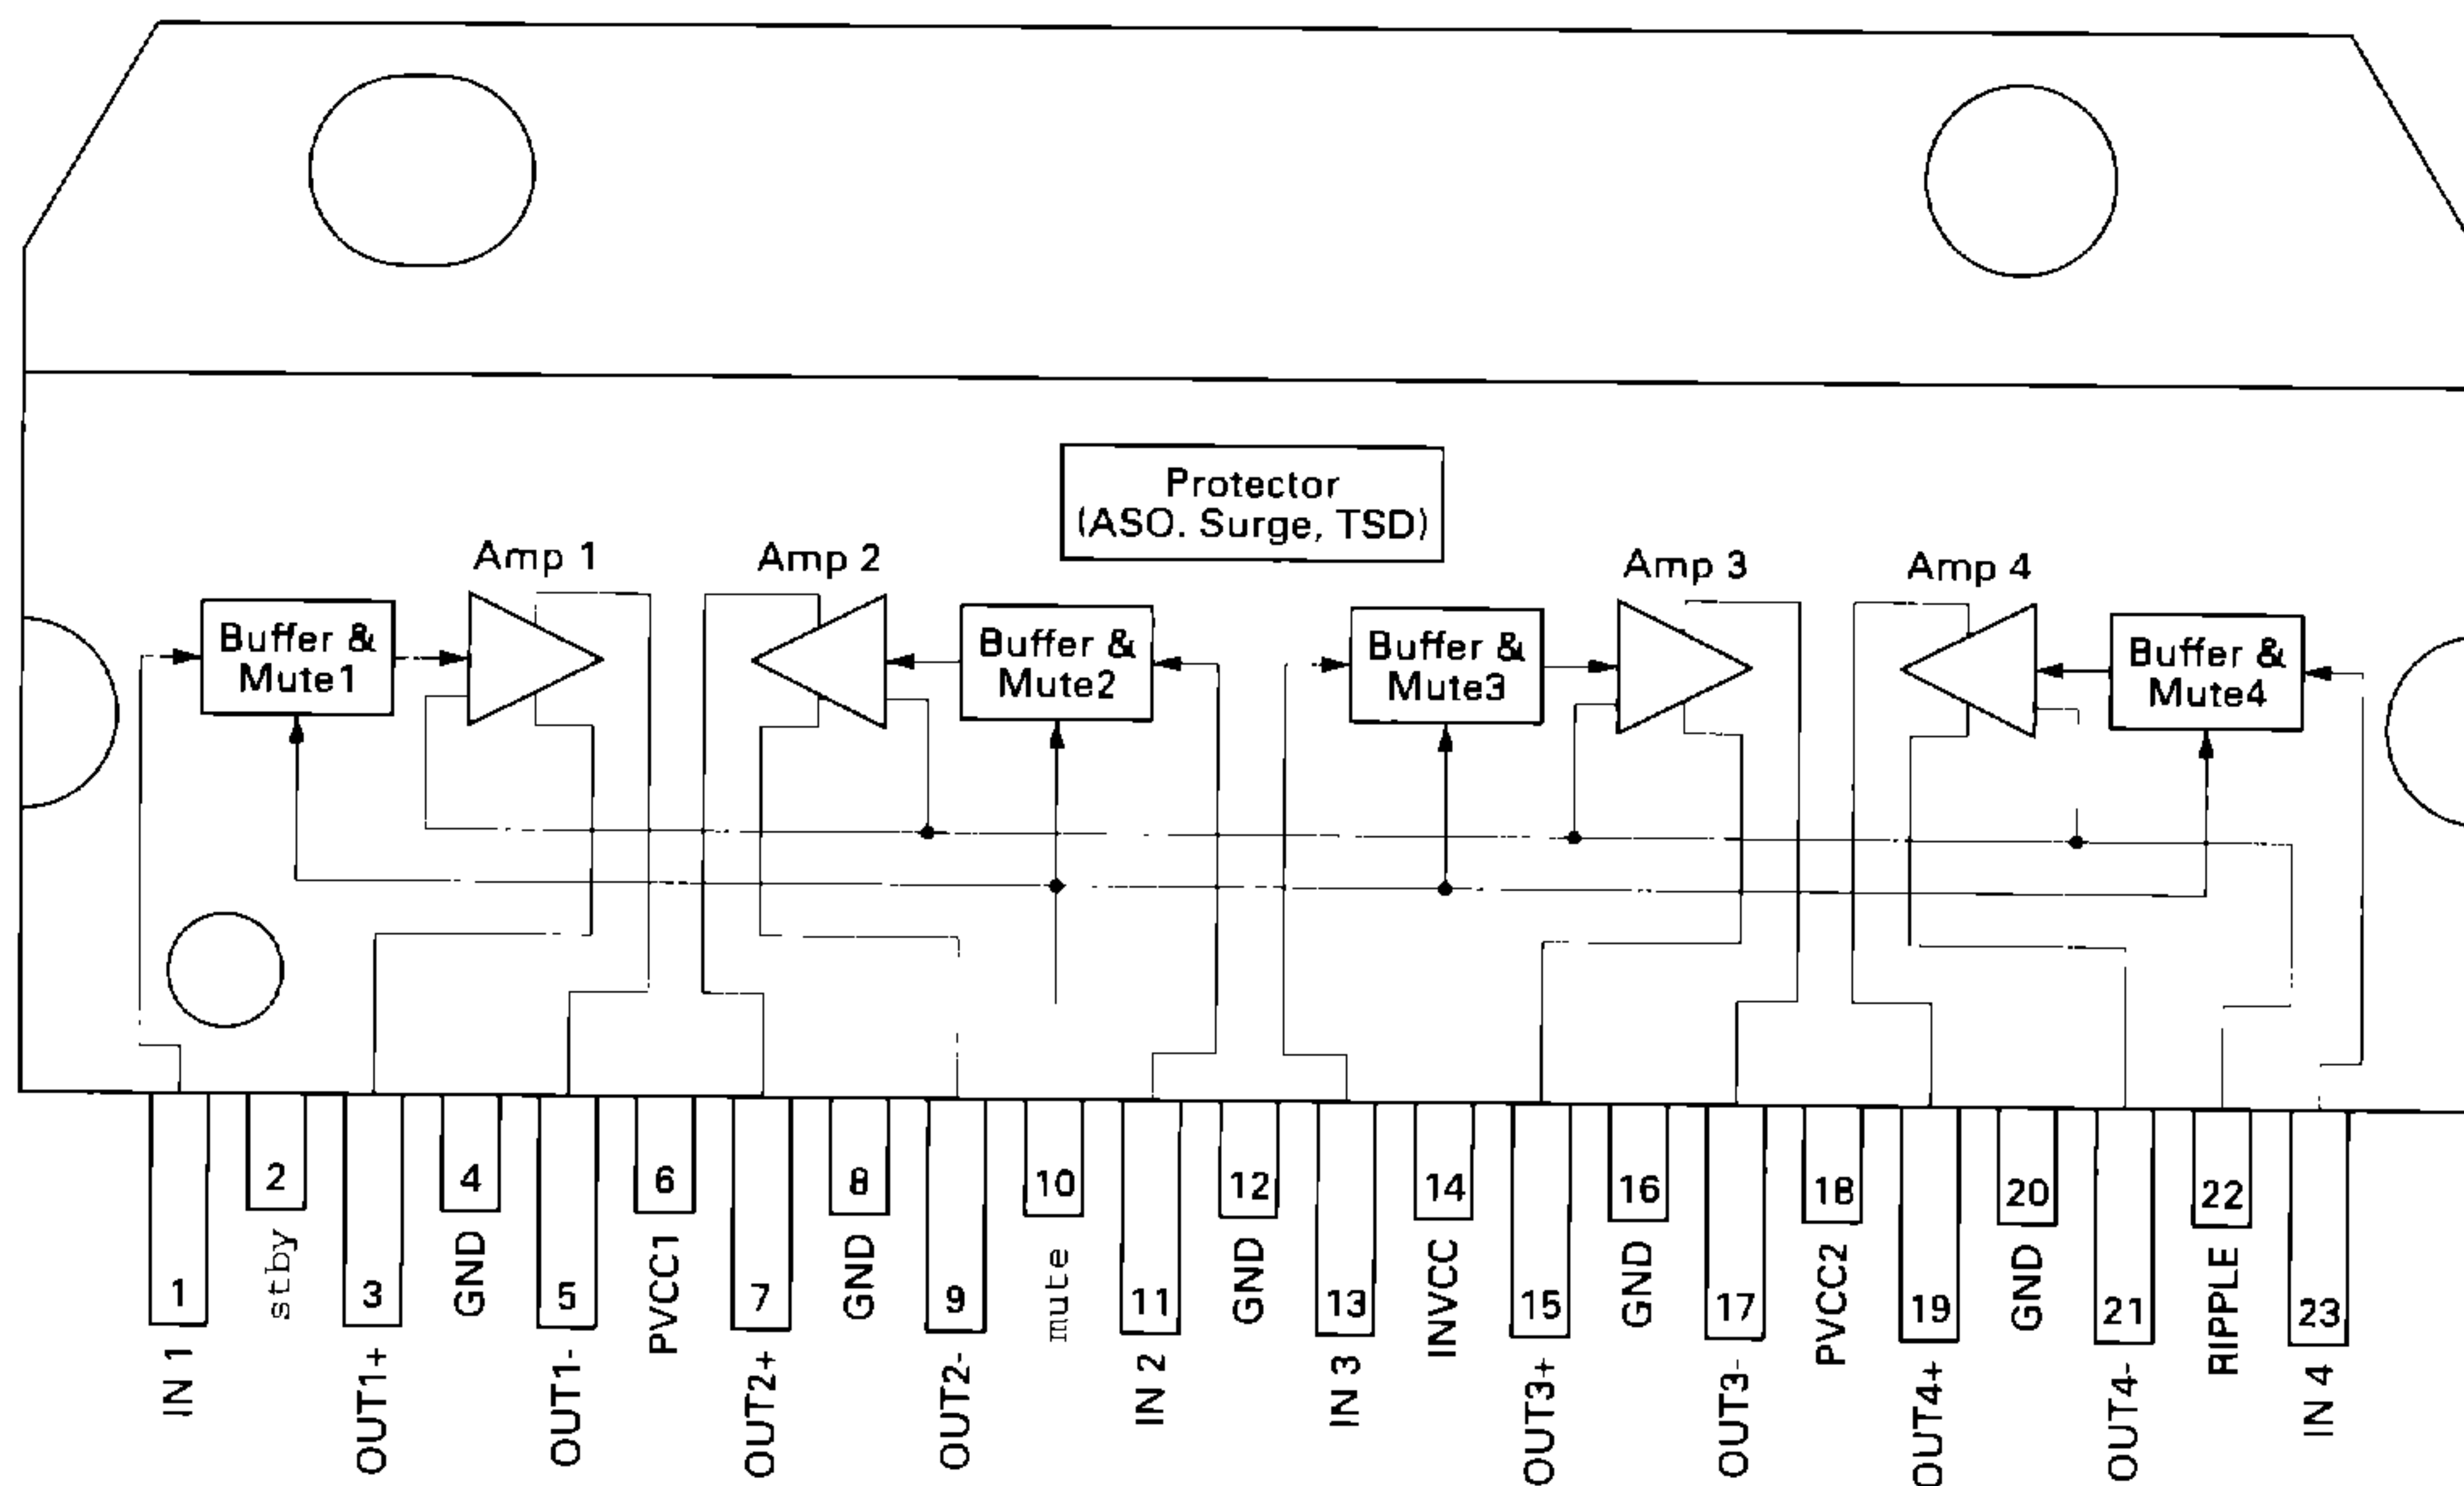 Protector
(ASO. Surge, TSD)
Amp 1
Amp 2
Amp 3
Amp 4
Buffer &
Mute1
Buffer &
Mute2
Buffer &
Mute3
Buffer &
Mute4
1
2
3
4
5
6
7
8
9
10
11
12
13
14
15
16
17
18
19
20
21
22
23
IN 1
stby
OUT1+
GND
OUT1-
PVCC1
OUT2+
GND
OUT2-
mute
IN 2
GND
IN 3
INVCC
OUT3+
GND
OUT3-
PVCC2
OUT4+
GND
OUT4-
RIPPLE
IN 4